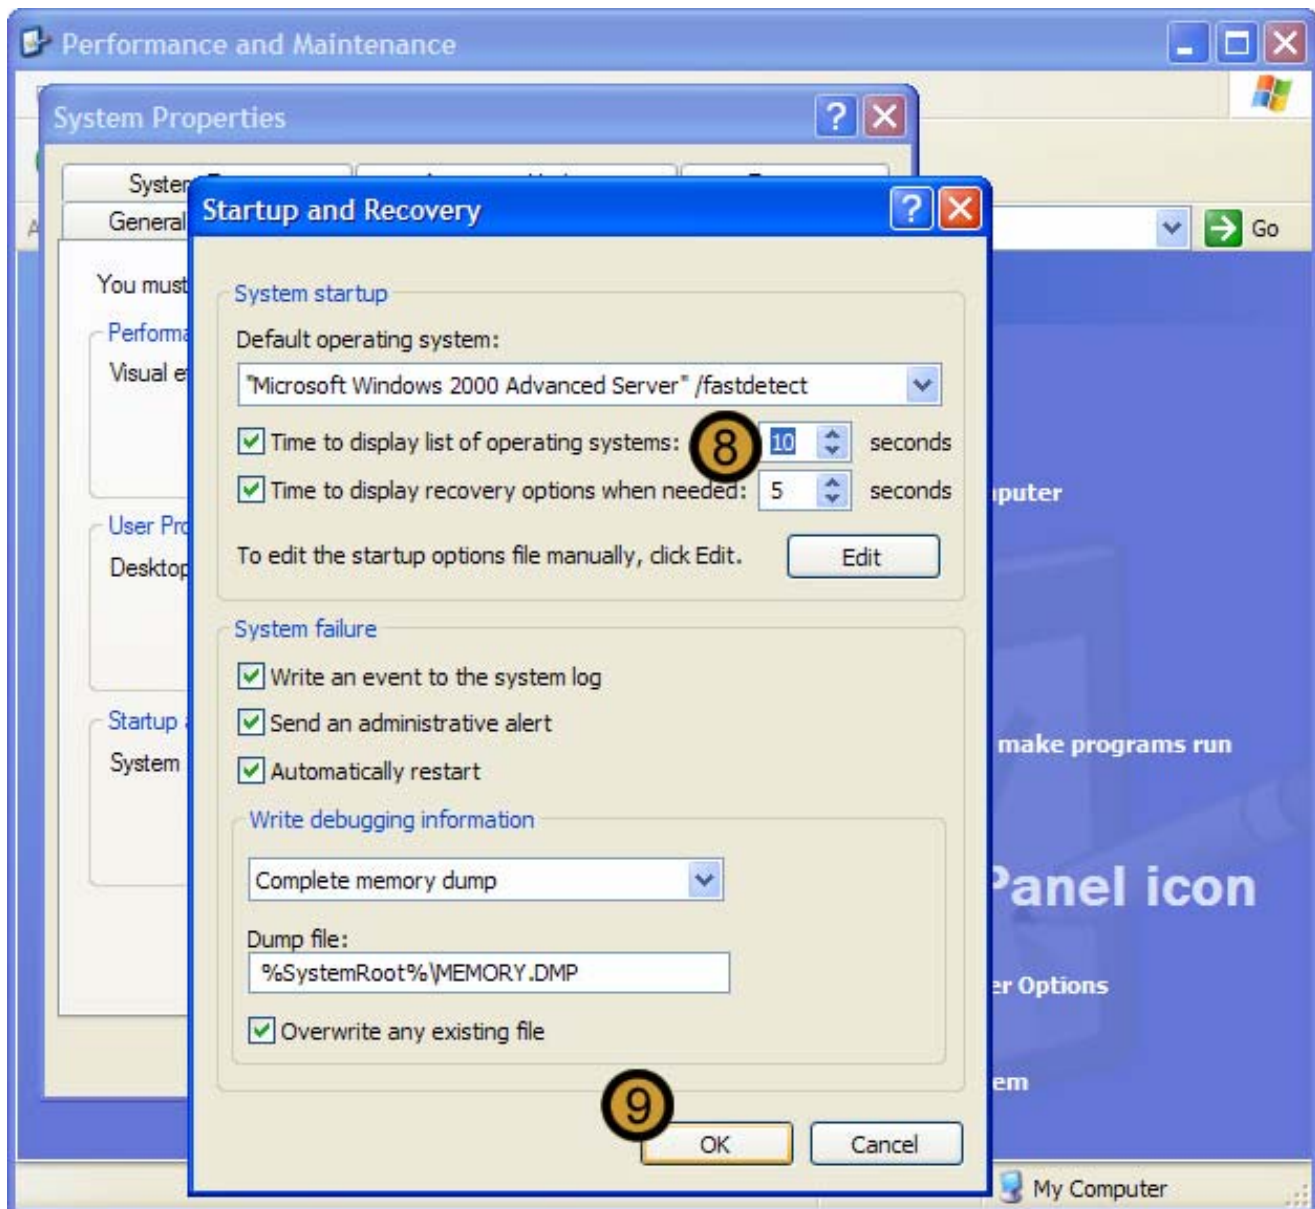 Performance and Maintenance
System Properties
General
Go
Startup and Recovery
You must
System startup
Default operating system:
"Microsoft Windows 2000 Advanced Server" /fastdetect
Visual
8
Time to display list of operating systems: 10 seconds
Time to display recovery options when needed: 5 seconds
User
Desktop
To edit the startup options file manually, click Edit. Edit
System failure
Write an event to the system log
Send an administrative alert
Startup
System
make programs run
Automatically restart
Write debugging information
Complete memory dump
Panel icon
Dump file:
%SystemRoot%\MEMORY.DMP
Options
Overwrite any existing file
9
OK Cancel
My Computer